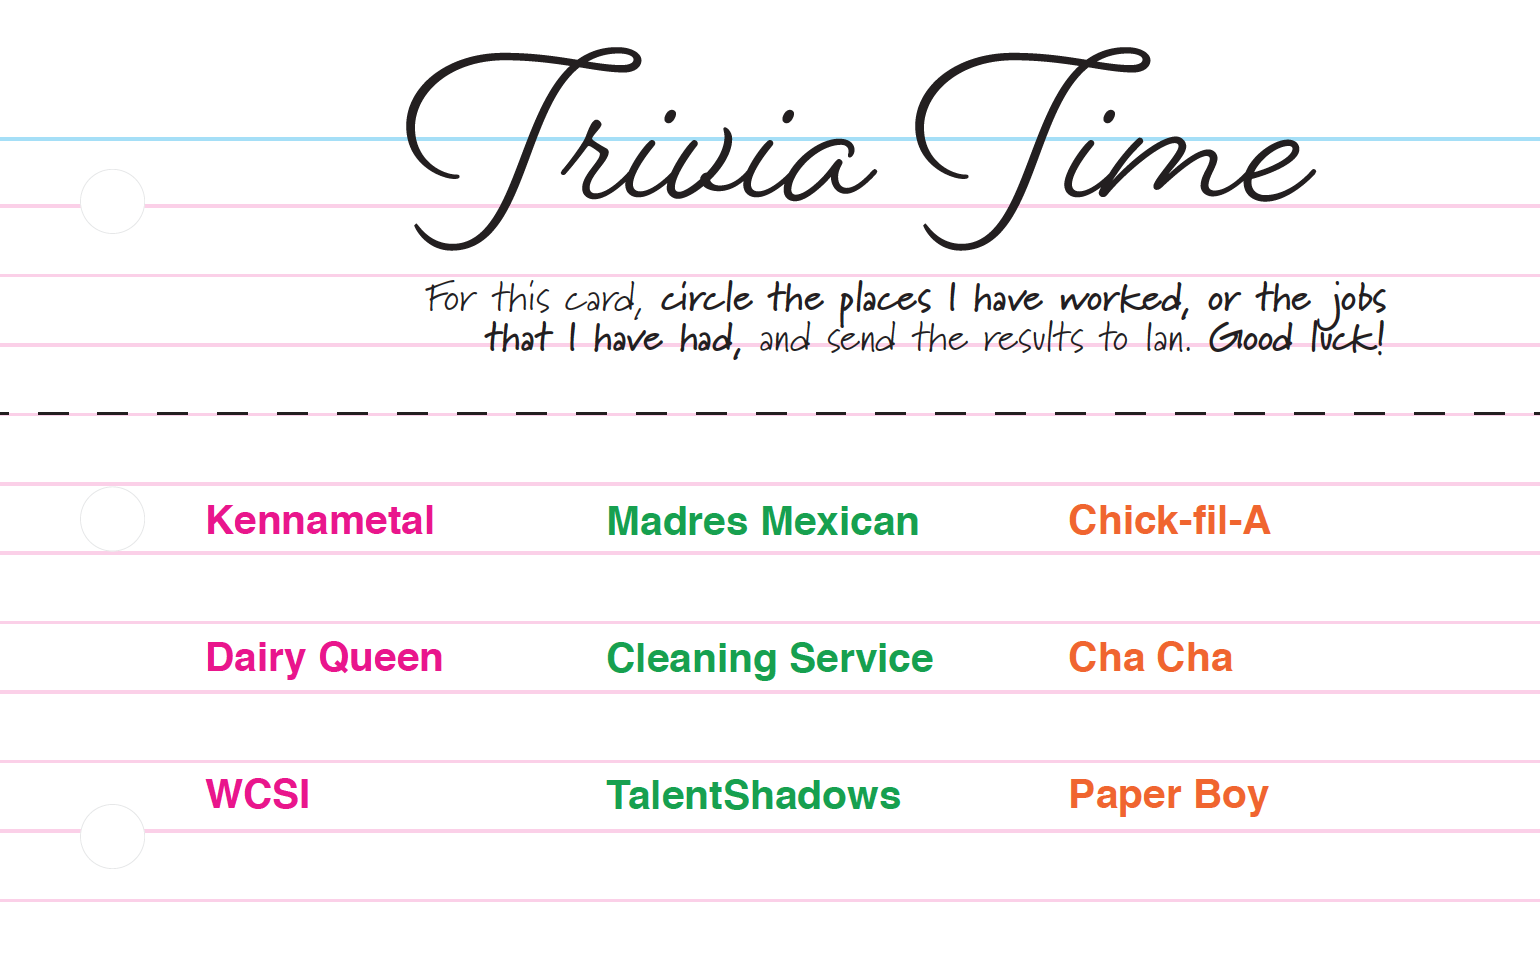 Trivia Time
For this card, circle the places I have worked, or the jobs
that I have had, and send the results to Ian. Good luck!
Kennametal Madres Mexican Chick-fil-A
Dairy Queen Cleaning Service Cha Cha
WCSI TalentShadows Paper Boy